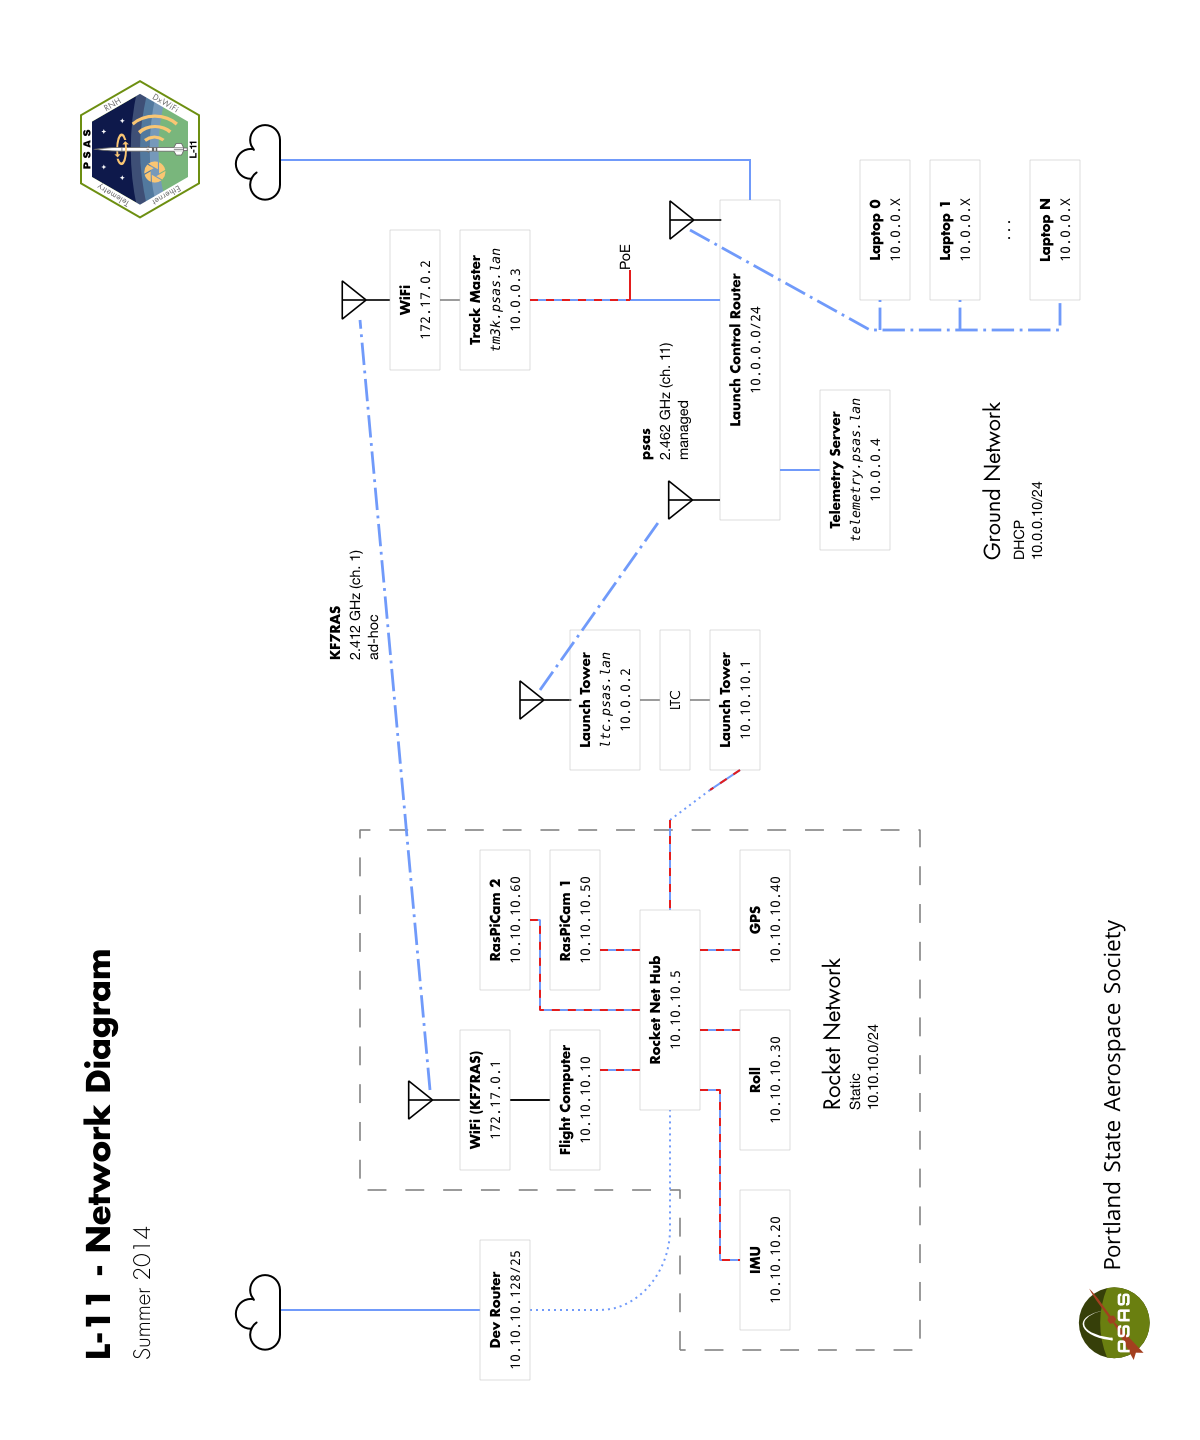 L-11 - Network Diagram
Summer 2014
PSAS
RNH
DxWiFi
Telemetry
Ethernet
L-11
WiFi
172.17.0.2
Track Master
tm3k.psas.lan
10.0.0.3
PoE
KF7RAS
2.412 GHz (ch. 1)
ad-hoc
psas
2.462 GHz (ch. 11)
managed
Launch Control Router
10.0.0.0/24
Laptop 0
10.0.0.X
Laptop 1
10.0.0.X
...
Laptop N
10.0.0.X
Telemetry Server
telemetry.psas.lan
10.0.0.4
Ground Network
DHCP
10.0.0.10/24
Launch Tower
ltc.psas.lan
10.0.0.2
LTC
Launch Tower
10.10.10.1
Dev Router
10.10.10.128/25
WiFi (KF7RAS)
172.17.0.1
Flight Computer
10.10.10.10
RasPiCam 2
10.10.10.60
RasPiCam 1
10.10.10.50
Rocket Net Hub
10.10.10.5
IMU
10.10.10.20
Roll
10.10.10.30
GPS
10.10.10.40
Rocket Network
Static
10.10.10.0/24
PSAS
Portland State Aerospace Society